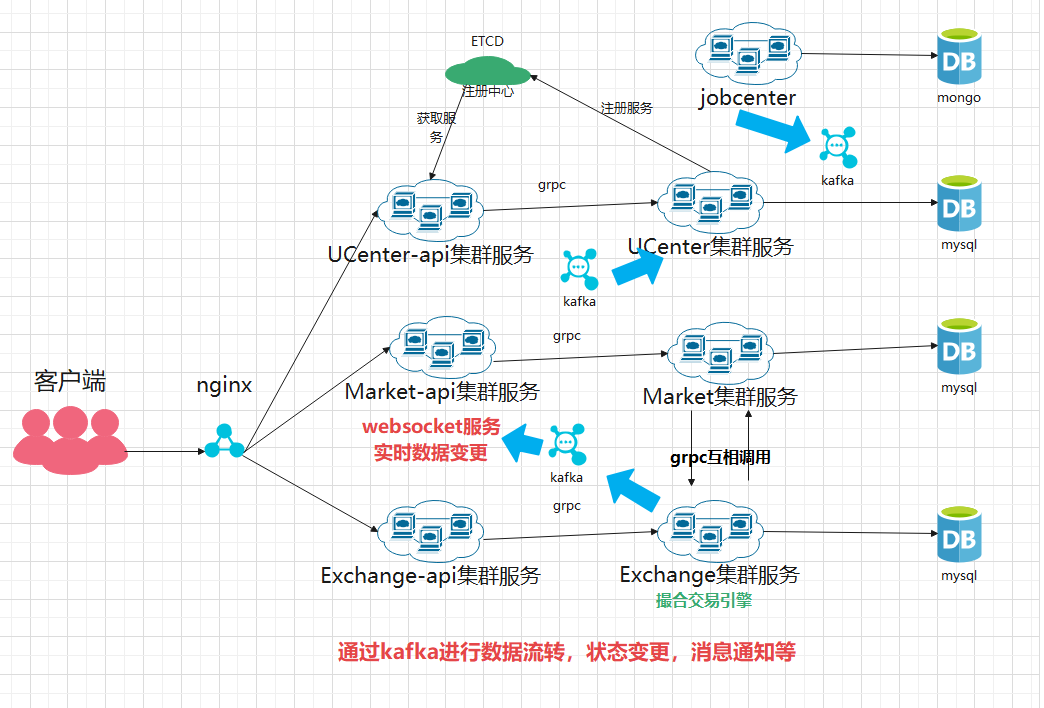 ETCD
注册中心
获取服
务
注册服务
jobcenter
DB
mongo
kafka
grpc
UCenter-api集群服务
UCenter集群服务
DB
mysql
kafka
客户端
nginx
grpc
Market-api集群服务
Market集群服务
DB
mysql
websocket服务
实时数据变更
kafka
grpc互相调用
grpc
Exchange-api集群服务
Exchange集群服务
撮合交易引擎
DB
mysql
通过kafka进行数据流转，状态变更，消息通知等